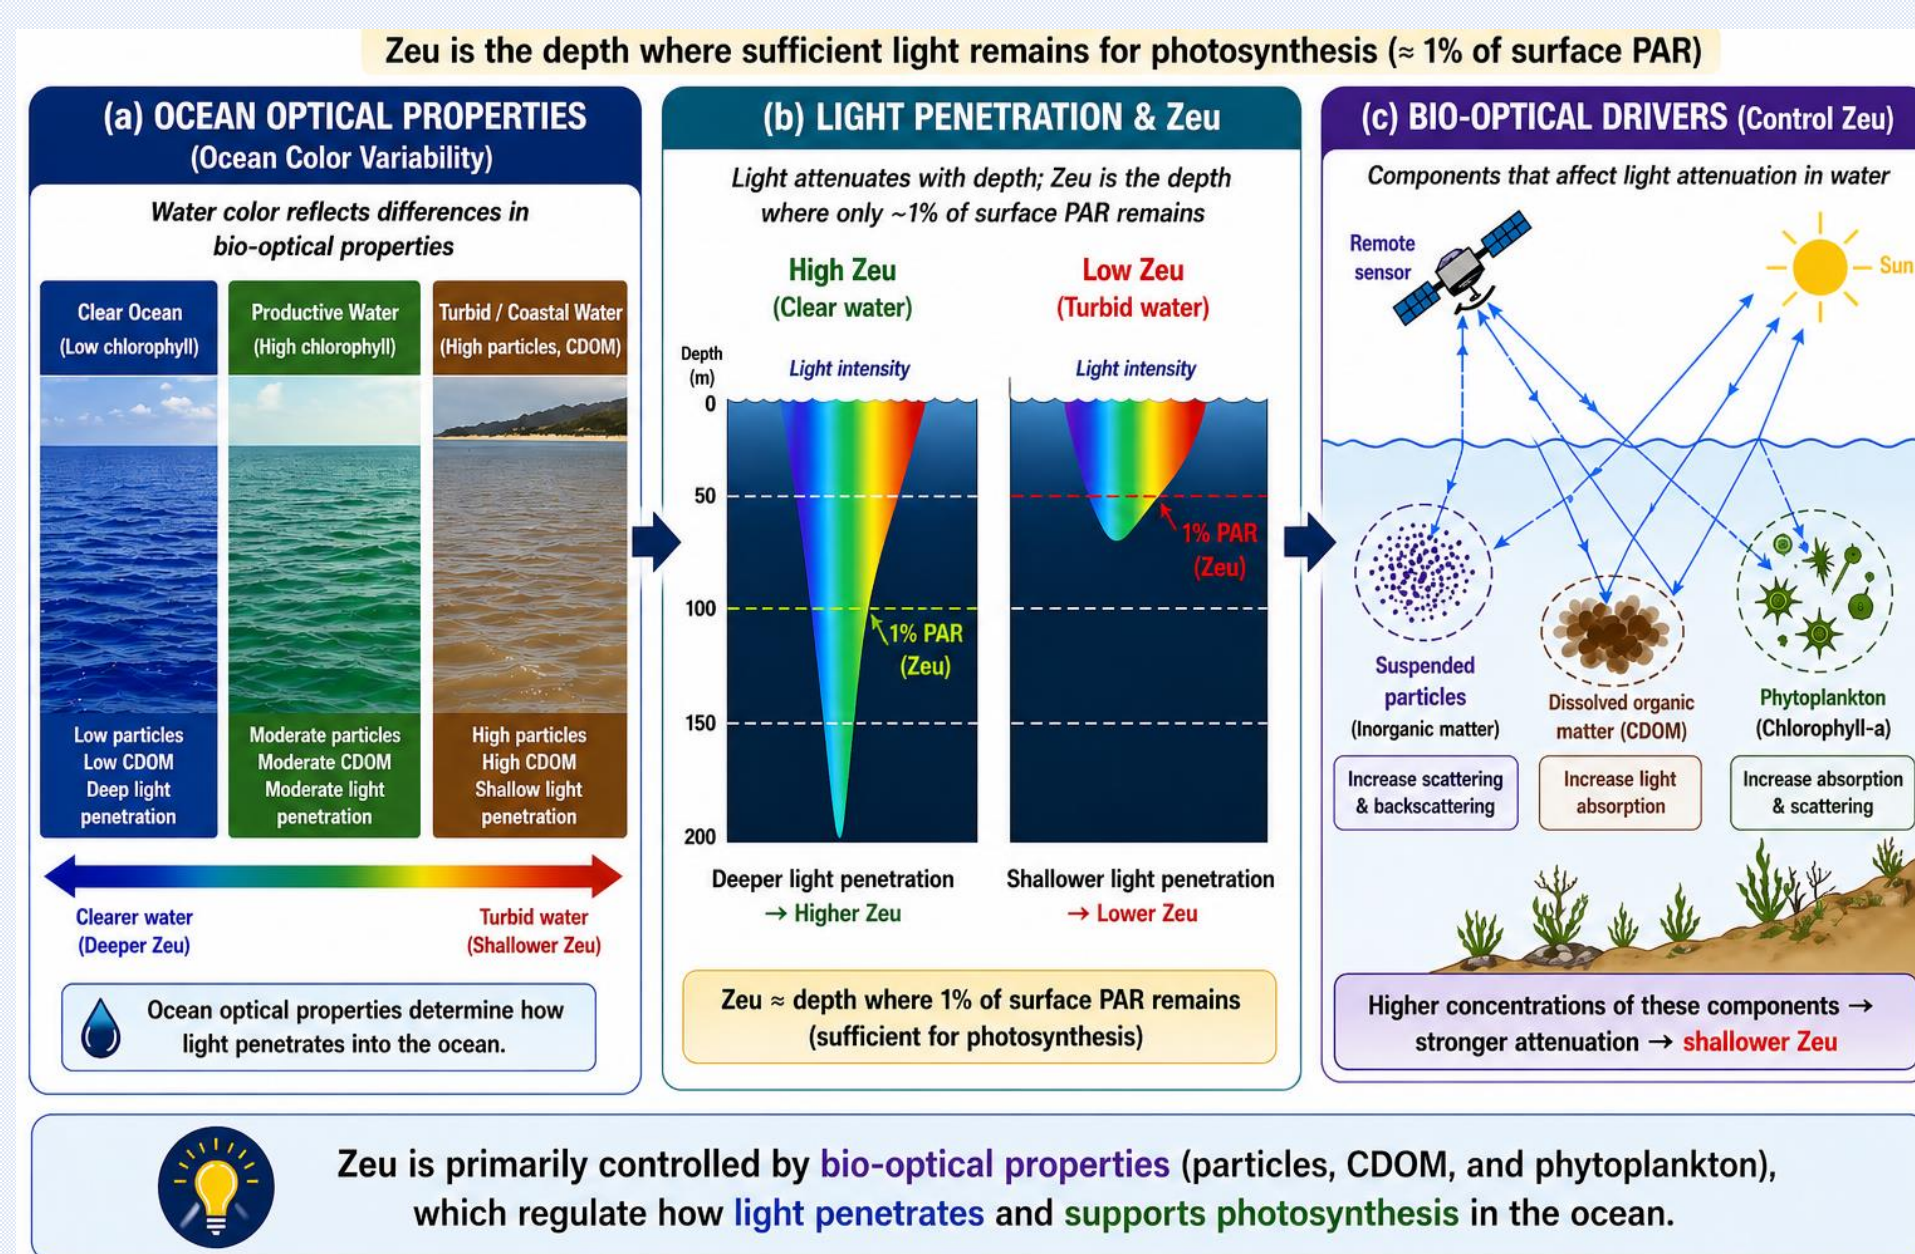 Zeu is the depth where sufficient light remains for photosynthesis (≈ 1% of surface PAR)
(a) OCEAN OPTICAL PROPERTIES
(Ocean Color Variability)
Water color reflects differences in
bio-optical properties
Clear Ocean
(Low chlorophyll)
Productive Water
(High chlorophyll)
Turbid / Coastal Water
(High particles, CDOM)
Low particles
Low CDOM
Deep light
penetration
Moderate particles
Moderate CDOM
Moderate light
penetration
High particles
High CDOM
Shallow light
penetration
Clearer water
(Deeper Zeu)
Turbid water
(Shallower Zeu)
Ocean optical properties determine how
light penetrates into the ocean.
(b) LIGHT PENETRATION & Zeu
Light attenuates with depth; Zeu is the depth
where only ~1% of surface PAR remains
High Zeu
(Clear water)
Low Zeu
(Turbid water)
Depth
(m)
Light intensity
Light intensity
0
50
100
150
200
1% PAR
(Zeu)
1% PAR
(Zeu)
Deeper light penetration
→ Higher Zeu
Shallower light penetration
→ Lower Zeu
Zeu ≈ depth where 1% of surface PAR remains
(sufficient for photosynthesis)
(c) BIO-OPTICAL DRIVERS (Control Zeu)
Components that affect light attenuation in water
Remote
sensor
Sun
Suspended
particles
(Inorganic matter)
Dissolved organic
matter (CDOM)
Phytoplankton
(Chlorophyll-a)
Increase scattering
& backscattering
Increase light
absorption
Increase absorption
& scattering
Higher concentrations of these components →
stronger attenuation → shallower Zeu
Zeu is primarily controlled by bio-optical properties (particles, CDOM, and phytoplankton),
which regulate how light penetrates and supports photosynthesis in the ocean.